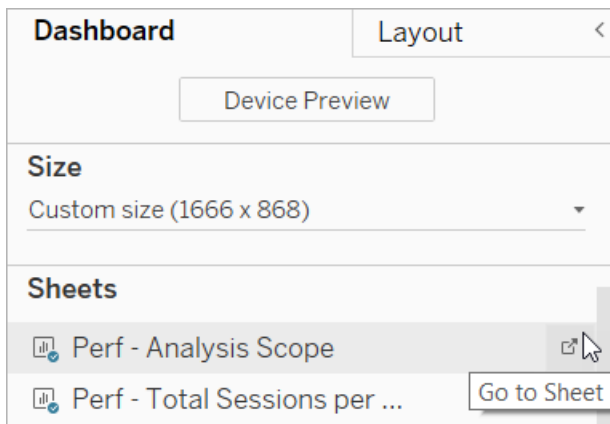 Dashboard Layout <
Device Preview
Size
Custom size (1666 x 868)
Sheets
Perf - Analysis Scope
Go to Sheet
Perf - Total Sessions per ...